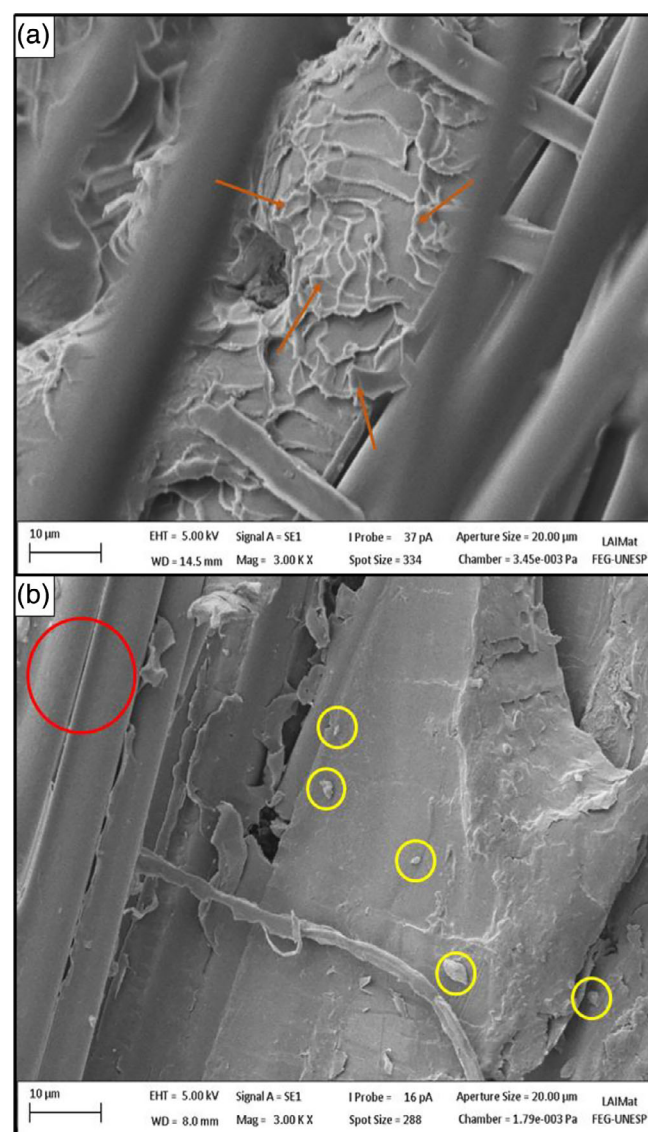 (a)
10 µm EHT = 5.00 kV Signal A = SE1 I Probe = 37 pA Aperture Size = 20.00 µm LAIMat
WD = 14.5 mm Mag = 3.00 K X Spot Size = 334 Chamber = 3.45e-003 Pa FEG-UNESP
(b)
10 µm EHT = 5.00 kV Signal A = SE1 I Probe = 16 pA Aperture Size = 20.00 µm LAIMat
WD = 8.0 mm Mag = 3.00 K X Spot Size = 288 Chamber = 1.79e-003 Pa FEG-UNESP